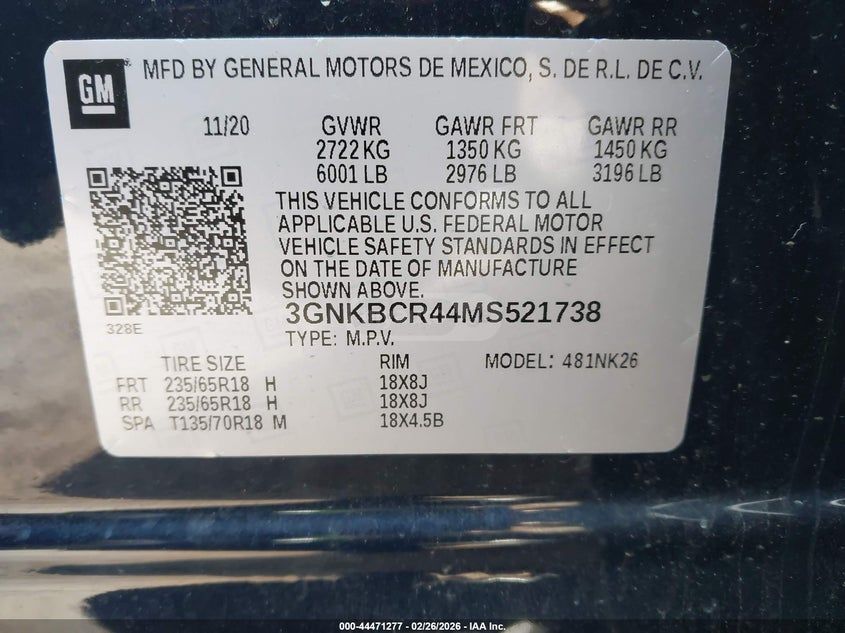 GM
MFD BY GENERAL MOTORS DE MEXICO, S. DE R.L. DE C.V.
11/20 GVWR GAWR FRT GAWR RR
2722 KG 1350 KG 1450 KG
6001 LB 2976 LB 3196 LB
THIS VEHICLE CONFORMS TO ALL
APPLICABLE U.S. FEDERAL MOTOR
VEHICLE SAFETY STANDARDS IN EFFECT
ON THE DATE OF MANUFACTURE
SHOWN ABOVE.
328E
3GNKBCR44MS521738
TYPE: M.P.V.
TIRE SIZE RIM MODEL: 481NK26
FRT 235/65R18 H 18X8J
RR 235/65R18 H 18X8J
SPA T135/70R18 M 18X4.5B
000-44471277 - 02/26/2026 - IAA Inc.